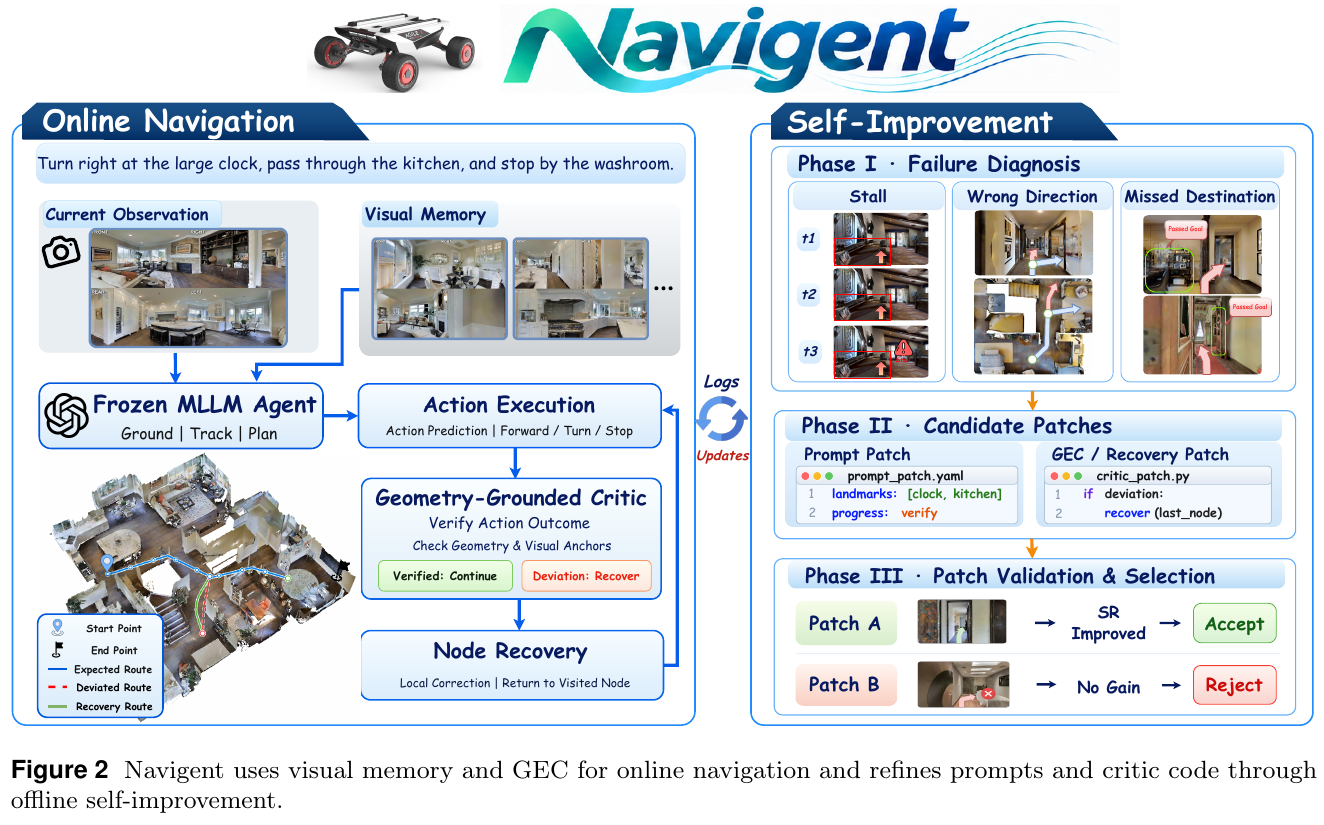 Navigent
Online Navigation
Turn right at the large clock, pass through the kitchen, and stop by the washroom.
Current Observation
Visual Memory
...
Frozen MLLM Agent
Ground | Track | Plan
Action Execution
Action Prediction | Forward / Turn / Stop
Geometry-Grounded Critic
Verify Action Outcome
Check Geometry & Visual Anchors
Verified: Continue
Deviation: Recover
Node Recovery
Local Correction | Return to Visited Node
Start Point
End Point
Expected Route
Deviated Route
Recovery Route
Logs
Updates
Self-Improvement
Phase I · Failure Diagnosis
Stall
Wrong Direction
Missed Destination
t1
t2
t3
Passed Goal
Passed Goal
Phase II · Candidate Patches
Prompt Patch
prompt_patch.yaml
1 landmarks: [clock, kitchen]
2 progress: verify
GEC / Recovery Patch
critic_patch.py
1 if deviation:
2 recover (last_node)
Phase III · Patch Validation & Selection
Patch A
SR
Improved
Accept
Patch B
No Gain
Reject
Figure 2 Navigent uses visual memory and GEC for online navigation and refines prompts and critic code through
offline self-improvement.